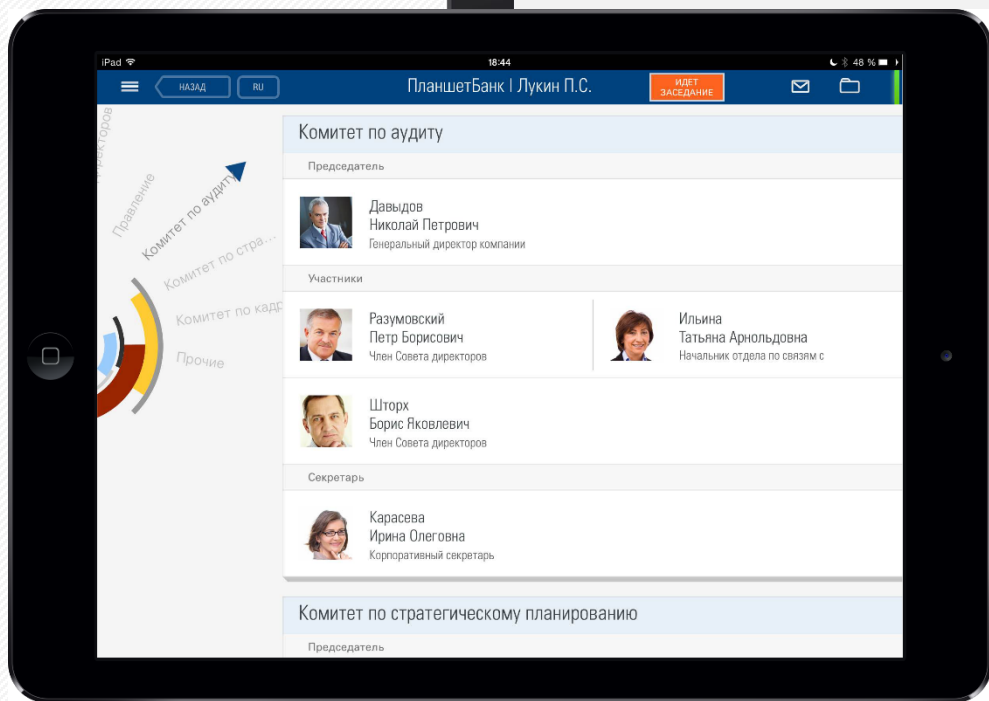 iPad 18:44 48 %
НАЗАД RU ПланшетБанк | Лукин П.С. ИДЕТ
ЗАСЕДАНИЕ
Правление
Комитет по аудиту
Комитет по стра...
Комитет по кадр
Прочие
Комитет по аудиту
Председатель
Давыдов
Николай Петрович
Генеральный директор компании
Участники
Разумовский
Петр Борисович
Член Совета директоров
Ильина
Татьяна Арнольдовна
Начальник отдела по связям с
Шторх
Борис Яковлевич
Член Совета директоров
Секретарь
Карасева
Ирина Олеговна
Корпоративный секретарь
Комитет по стратегическому планированию
Председатель